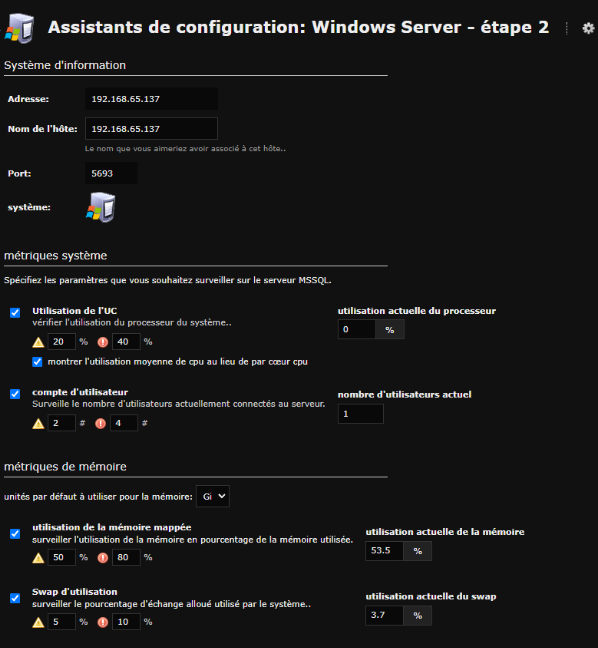 Assistants de configuration: Windows Server - étape 2
Système d'information
Adresse: 192.168.65.137
Nom de l'hôte: 192.168.65.137
Le nom que vous aimeriez avoir associé à cet hôte..
Port: 5693
système:
métriques système
Spécifiez les paramètres que vous souhaitez surveiller sur le serveur MSSQL.
Utilisation de l'UC
vérifier l'utilisation du processeur du système..
20 % 40 %
montrer l'utilisation moyenne de cpu au lieu de par cœur cpu
utilisation actuelle du processeur
0 %
compte d'utilisateur
Surveille le nombre d'utilisateurs actuellement connectés au serveur.
2 # 4 #
nombre d'utilisateurs actuel
1
métriques de mémoire
unités par défaut à utiliser pour la mémoire: Gi
utilisation de la mémoire mappée
surveiller l'utilisation de la mémoire en pourcentage de la mémoire utilisée.
50 % 80 %
utilisation actuelle de la mémoire
53.5 %
Swap d'utilisation
surveiller le pourcentage d'échange alloué utilisé par le système..
5 % 10 %
utilisation actuelle du swap
3.7 %